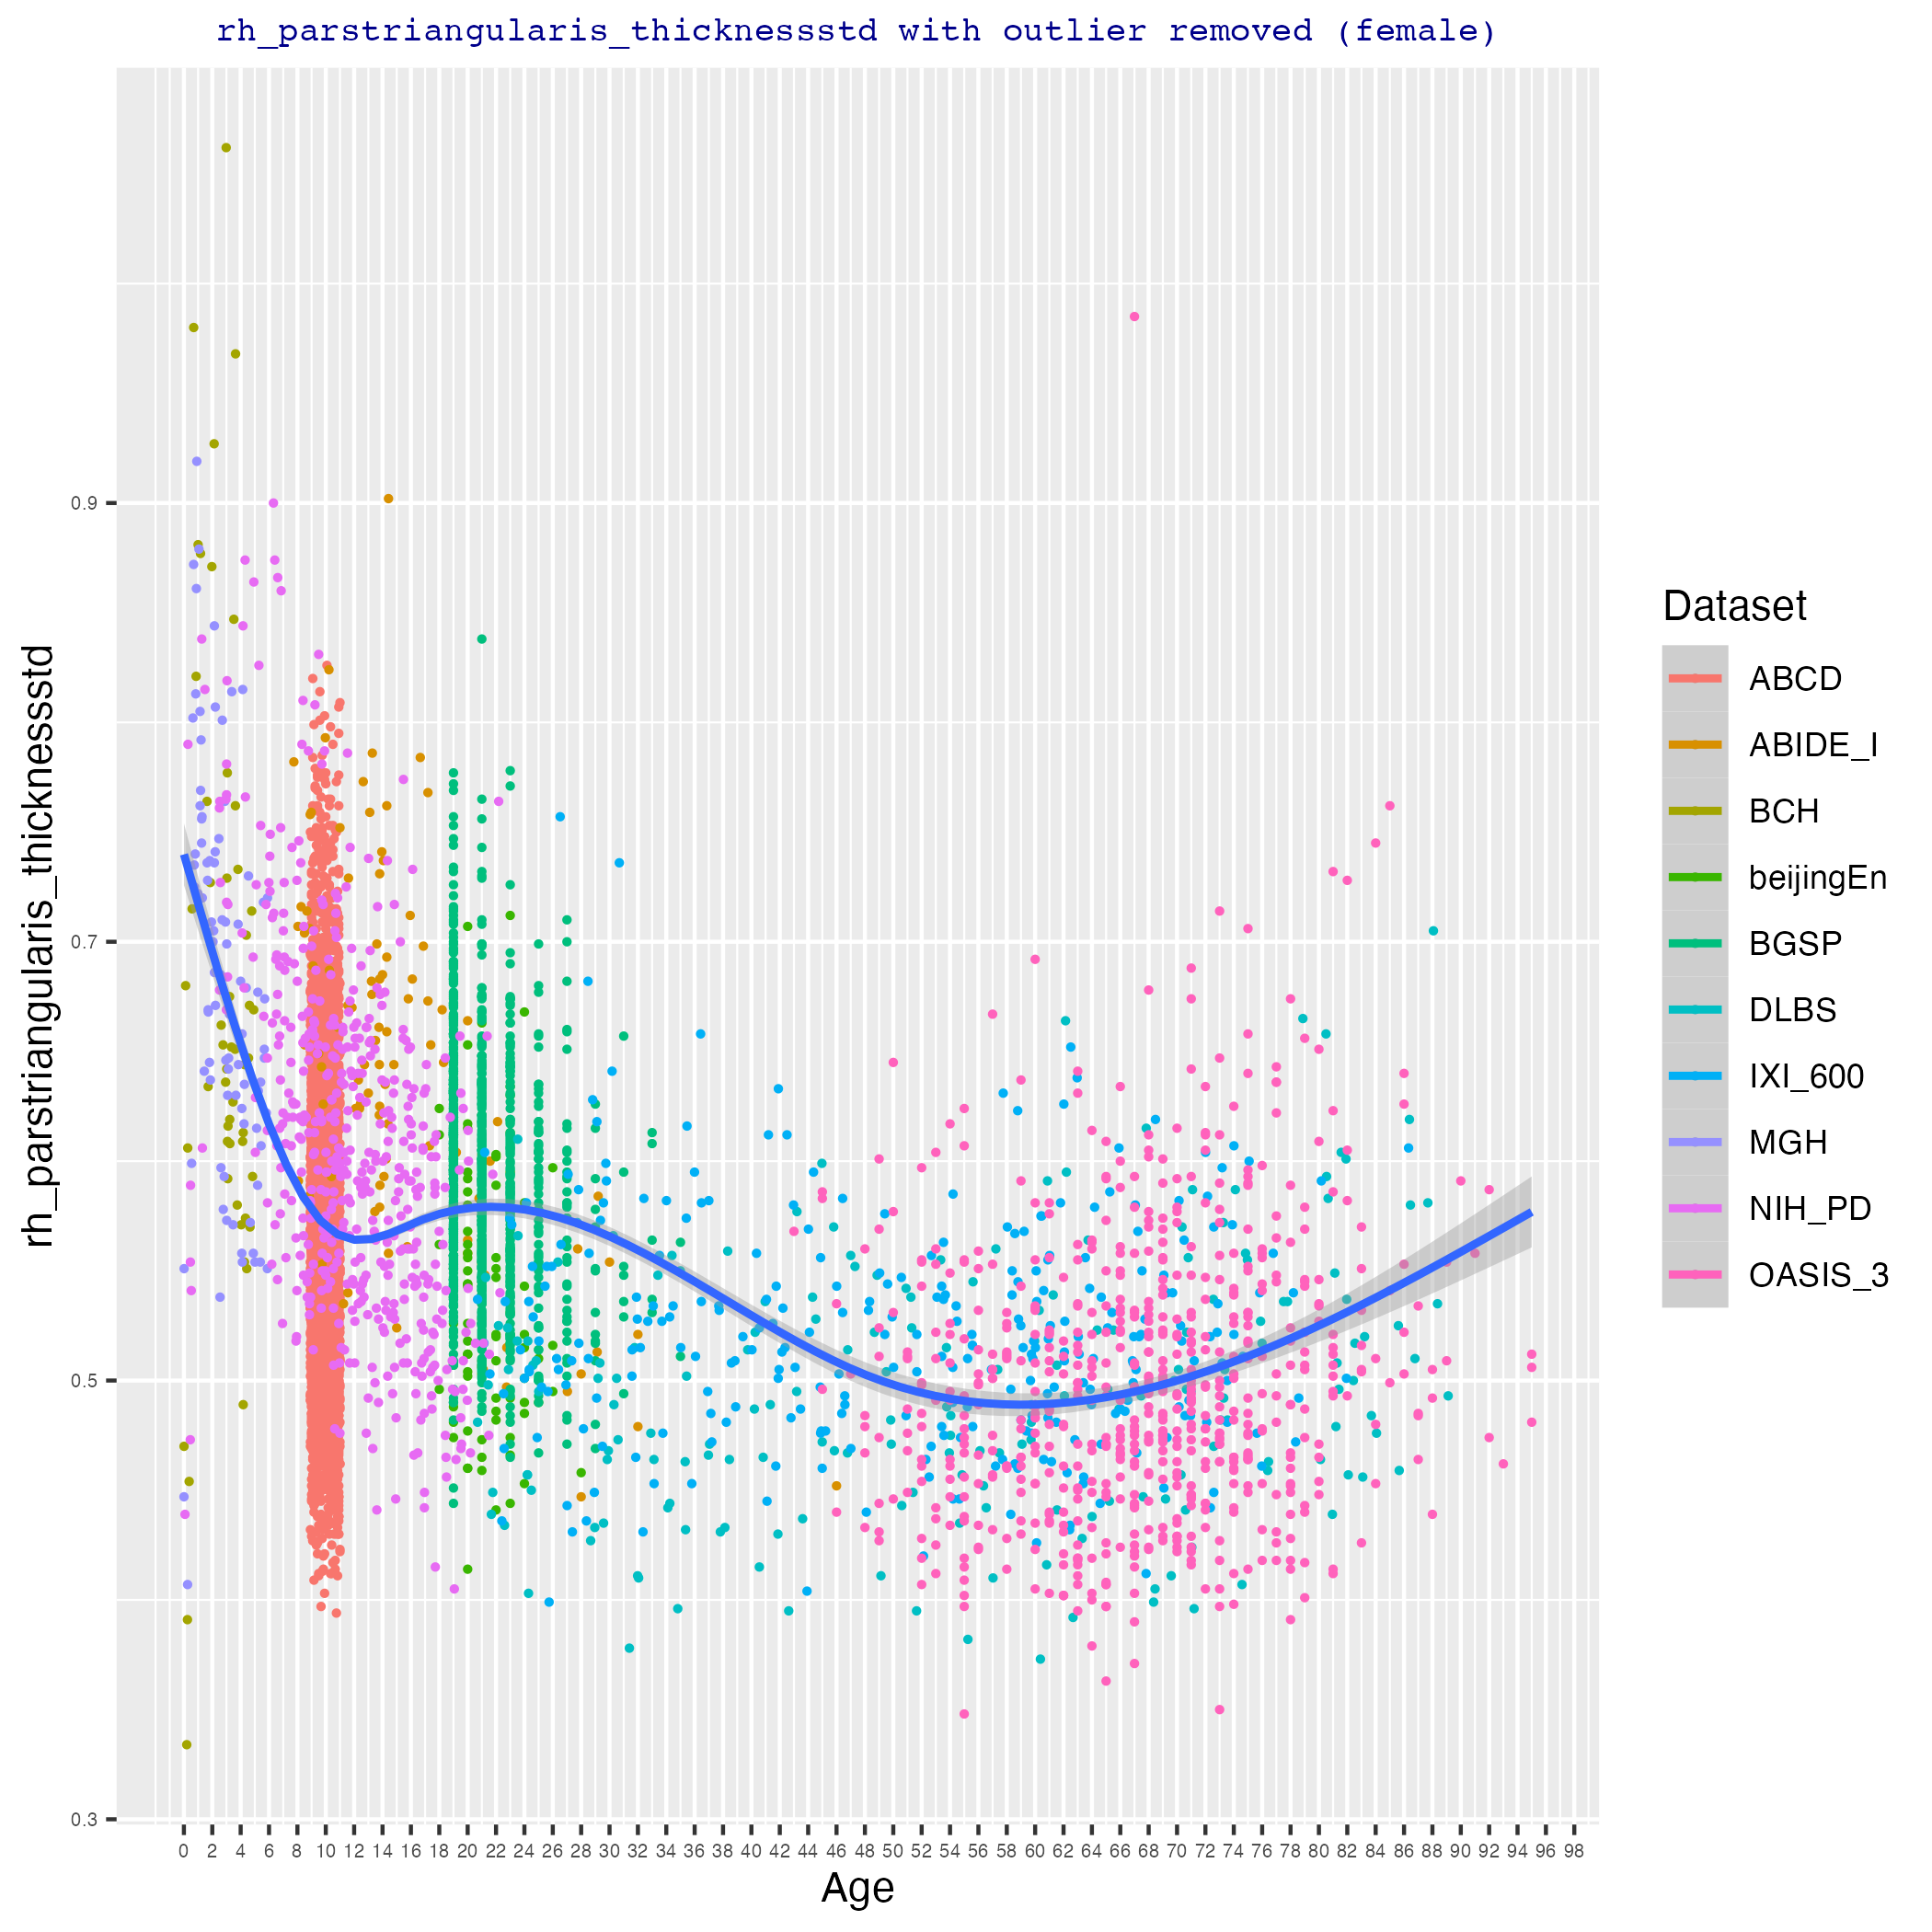 rh_parstriangularis_thicknessstd with outlier removed (female)
rh_parstriangularis_thicknessstd
0.9
0.7
0.5
0.3
0 2 4 6 8 10 12 14 16 18 20 22 24 26 28 30 32 34 36 38 40 42 44 46 48 50 52 54 56 58 60 62 64 66 68 70 72 74 76 78 80 82 84 86 88 90 92 94 96 98
Age
Dataset
ABCD
ABIDE_I
BCH
beijingEn
BGSP
DLBS
IXI_600
MGH
NIH_PD
OASIS_3